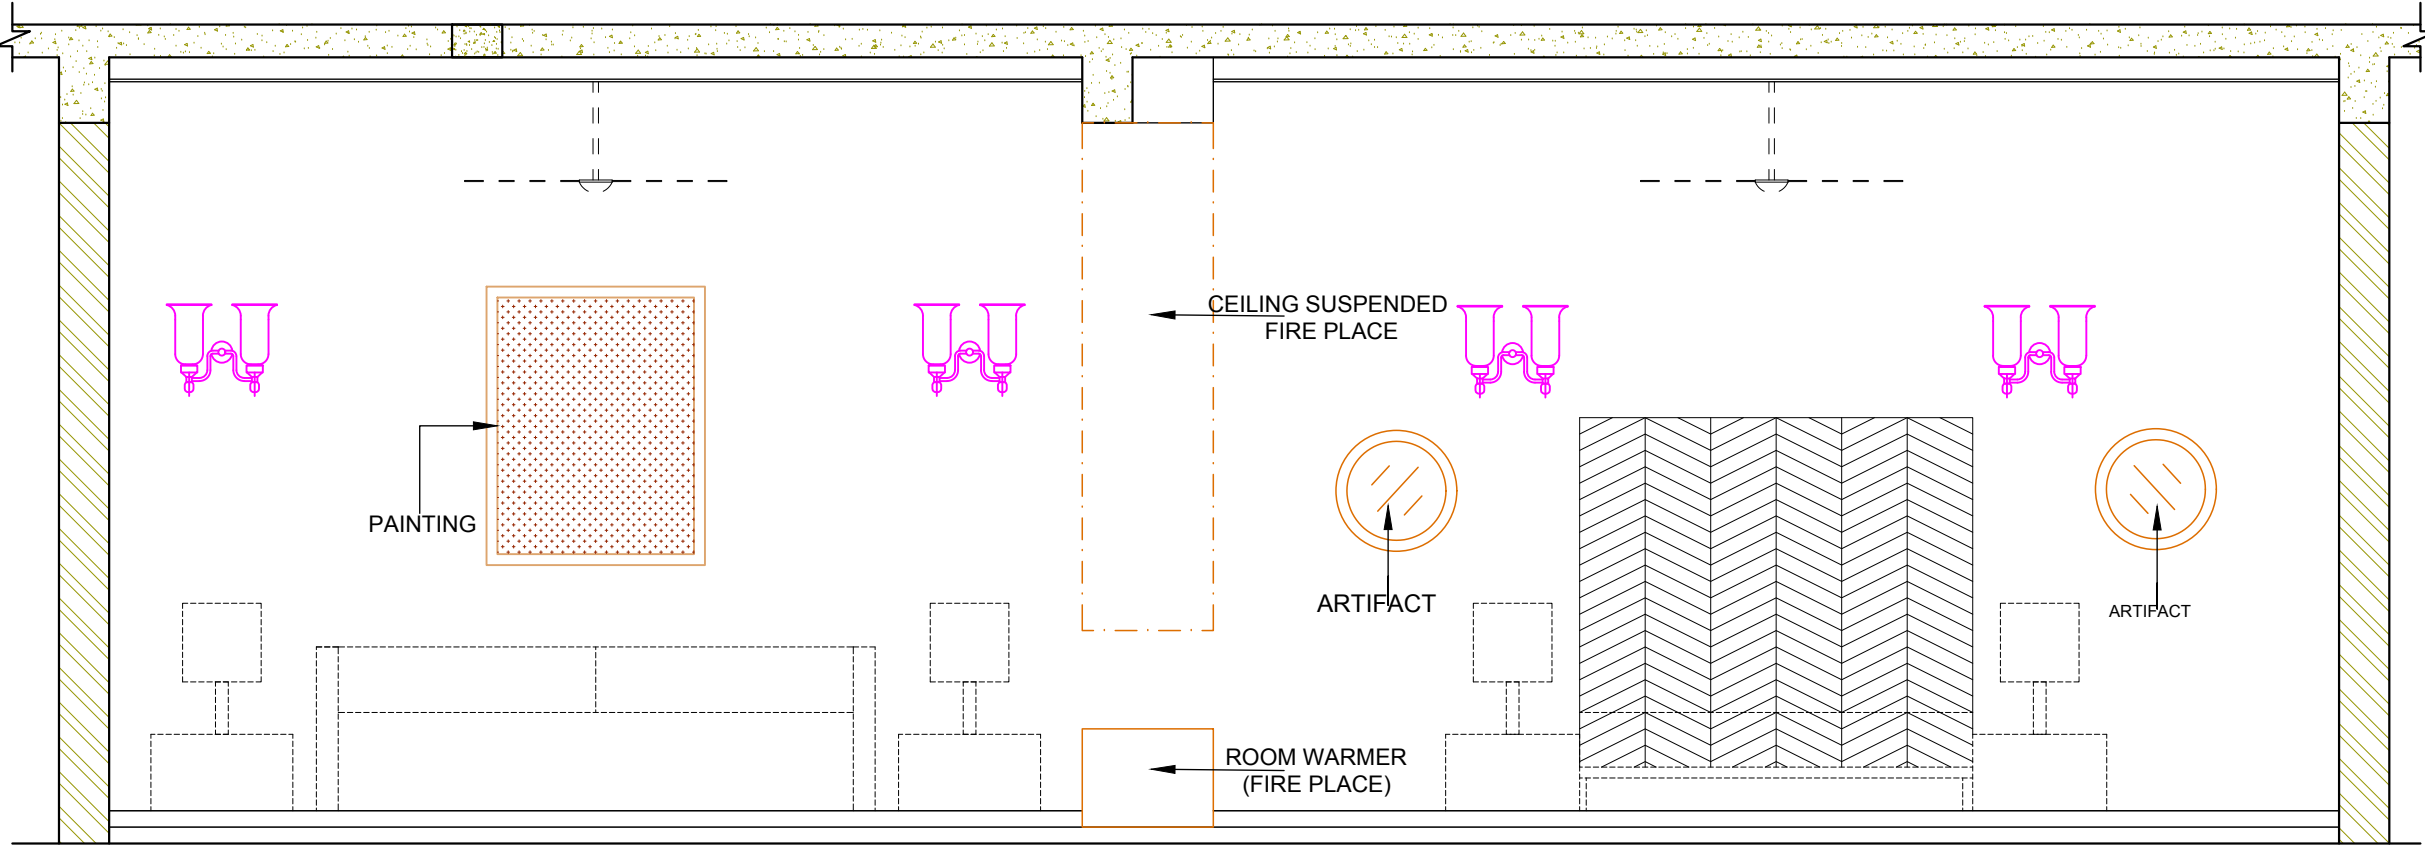 CEILING SUSPENDED
FIRE PLACE
PAINTING
ARTIFACT
ARTIFACT
ROOM WARMER
(FIRE PLACE)